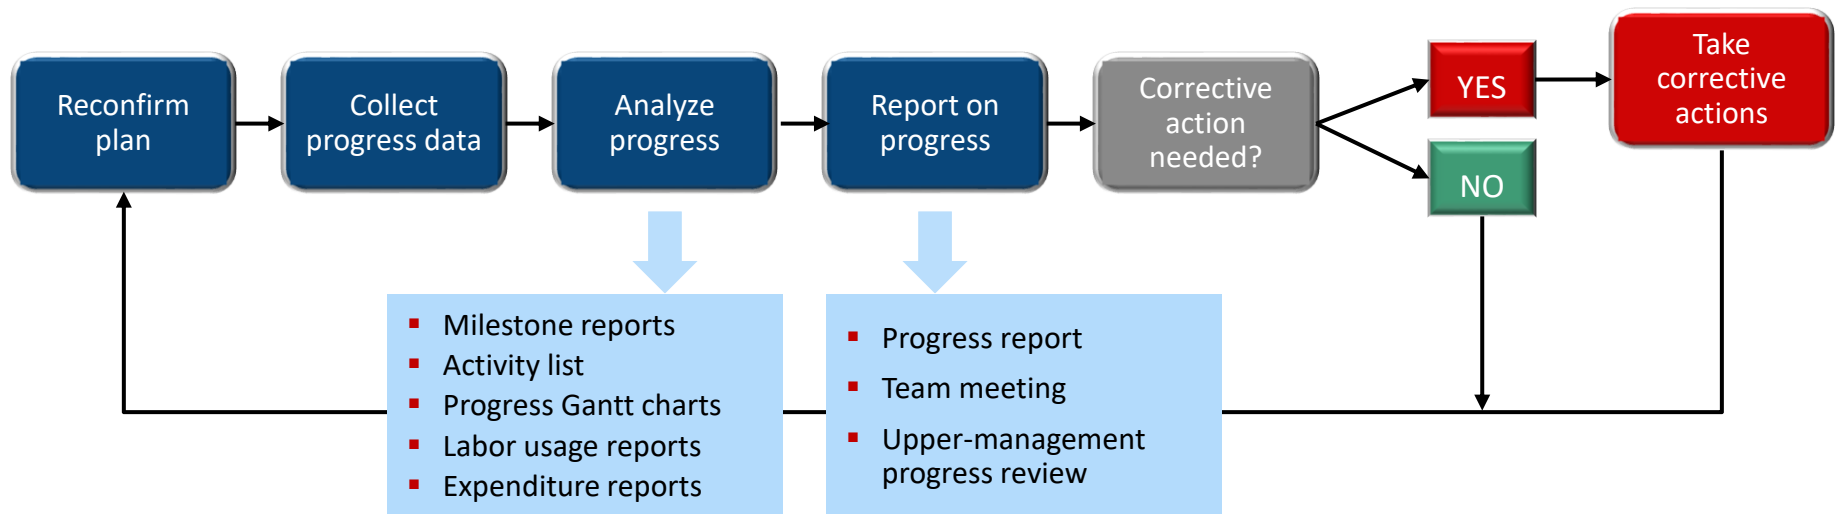 Reconfirm
plan
Collect
progress data
Analyze
progress
Report on
progress
Corrective
action
needed?
YES
NO
Take
corrective
actions
▪ Milestone reports
▪ Activity list
▪ Progress Gantt charts
▪ Labor usage reports
▪ Expenditure reports
▪ Progress report
▪ Team meeting
▪ Upper-management
progress review